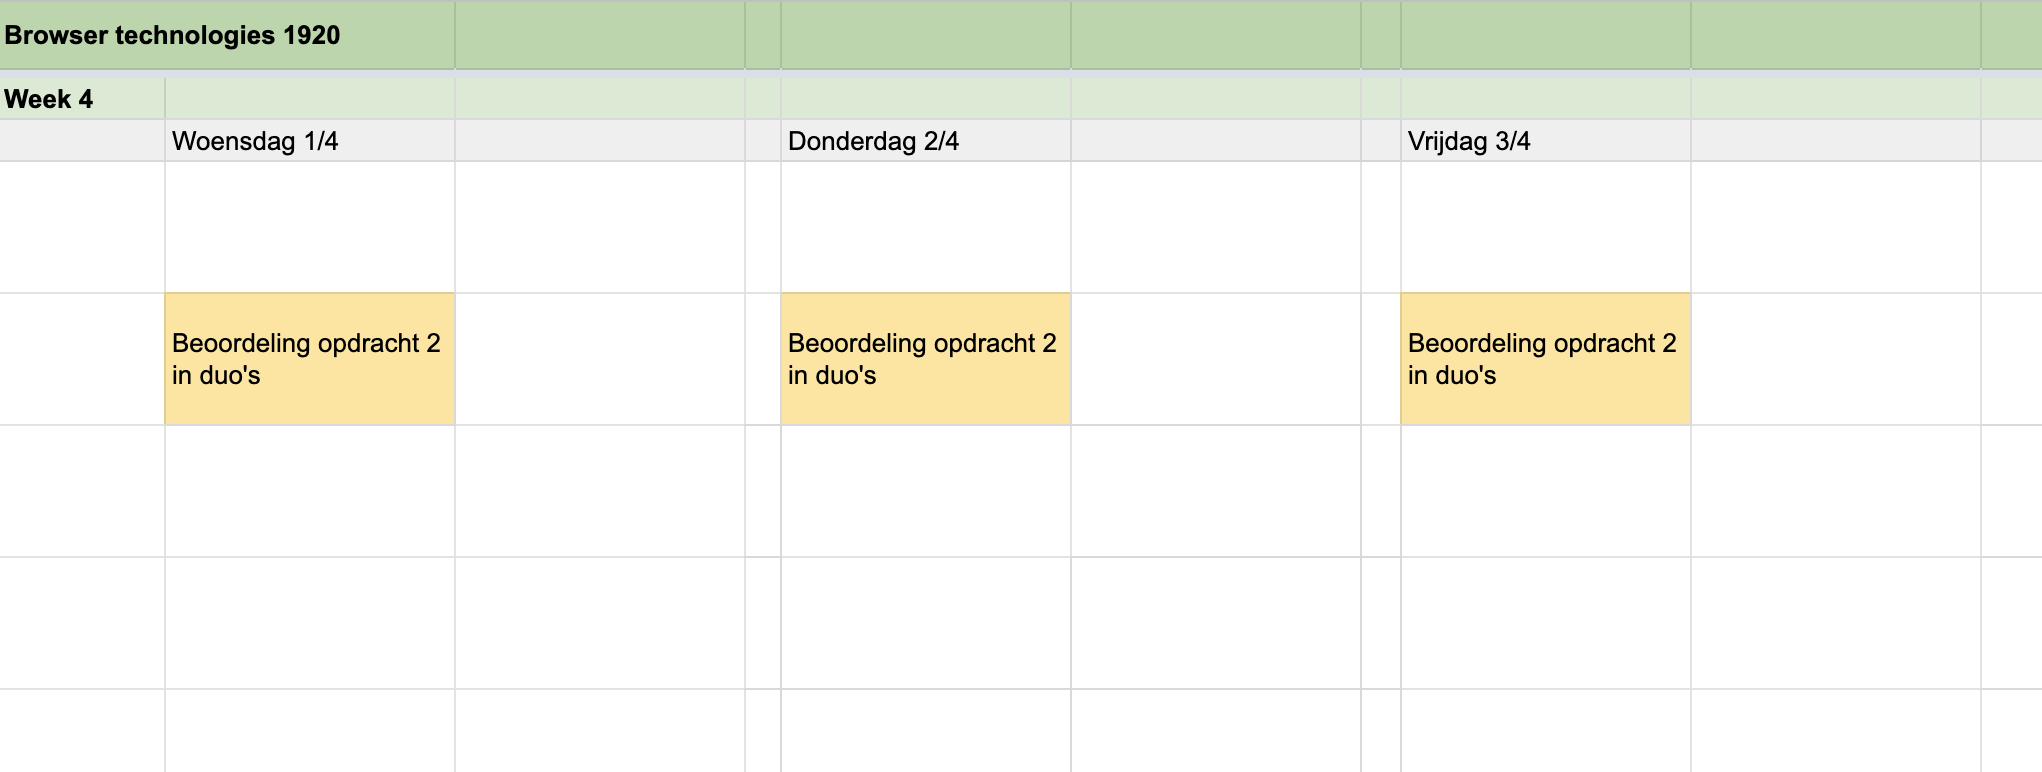 Browser technologies 1920
Week 4
Woensdag 1/4
Donderdag 2/4
Vrijdag 3/4
Beoordeling opdracht 2
in duo's
Beoordeling opdracht 2
in duo's
Beoordeling opdracht 2
in duo's